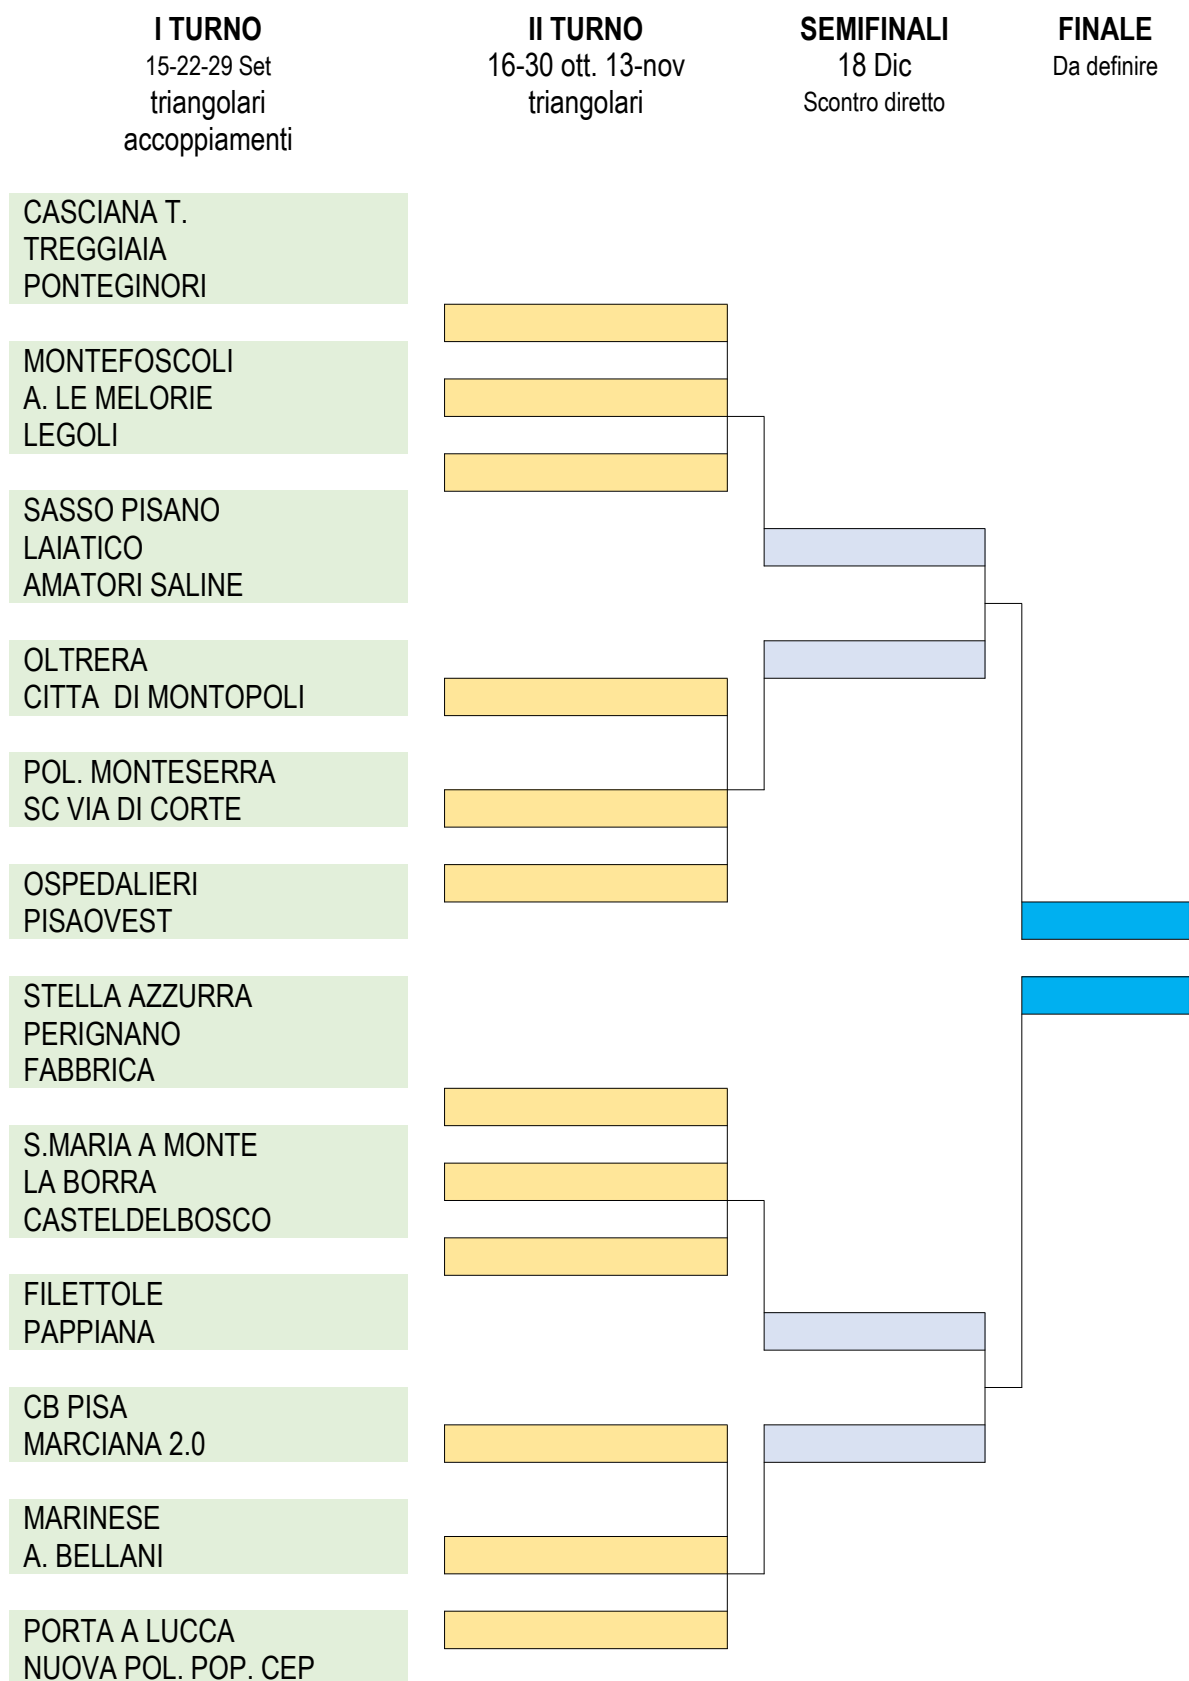 I TURNO
15-22-29 Set
triangolari
accoppiamenti
II TURNO
16-30 ott. 13-nov
triangolari
SEMIFINALI
18 Dic
Scontro diretto
FINALE
Da definire
CASCIANA T.
TREGGIAIA
PONTEGINORI
MONTEFOSCOLI
A. LE MELORIE
LEGOLI
SASSO PISANO
LAIATICO
AMATORI SALINE
OLTRERA
CITTA  DI MONTOPOLI
POL. MONTESERRA
SC VIA DI CORTE
OSPEDALIERI
PISAOVEST
STELLA AZZURRA
PERIGNANO
FABBRICA
S.MARIA A MONTE
LA BORRA
CASTELDELBOSCO
FILETTOLE
PAPPIANA
CB PISA
MARCIANA 2.0
MARINESE
A. BELLANI
PORTA A LUCCA
NUOVA POL. POP. CEP